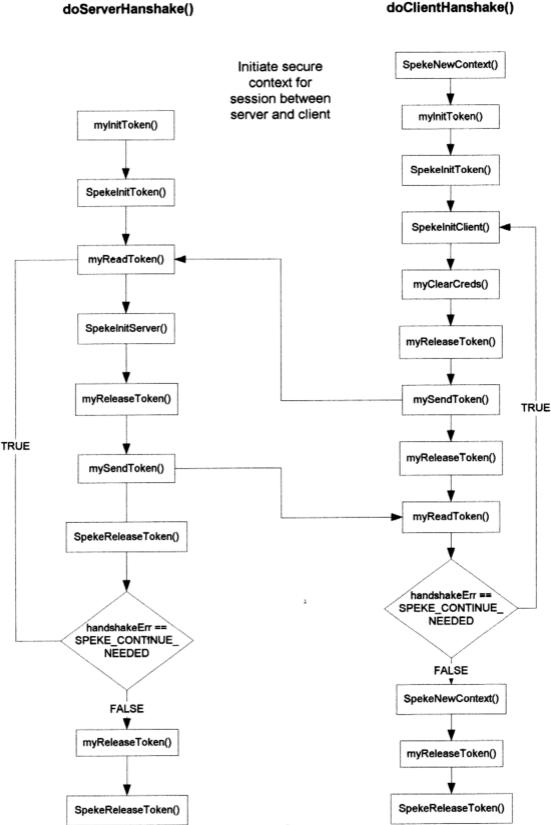 doServerHanshake()
doClientHanshake()
Initiate secure
context for
session between
server and client
myInitToken()
SpekeInitToken()
myReadToken()
SpekeInitServer()
myReleaseToken()
TRUE
mySendToken()
SpekeReleaseToken()
handshakeErr ==
SPEKE_CONTINUE_
NEEDED
FALSE
myReleaseToken()
SpekeReleaseToken()
SpekeNewContext()
myInitToken()
SpekeInitToken()
SpekeInitClient()
myClearCreds()
myReleaseToken()
mySendToken()
TRUE
myReleaseToken()
myReadToken()
handshakeErr ==
SPEKE_CONTINUE_
NEEDED
FALSE
SpekeNewContext()
myReleaseToken()
SpekeReleaseToken()